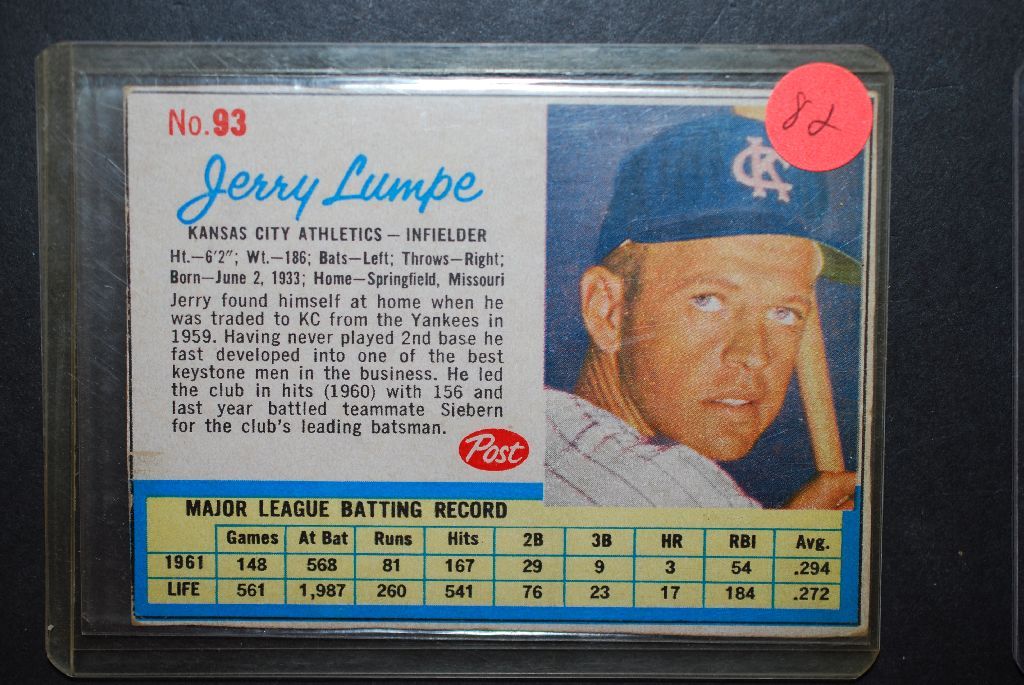 No.93
Jerry Lumpe
KANSAS CITY ATHLETICS — INFIELDER
Ht.—6'2"; Wt.—186; Bats—Left; Throws—Right;
Born—June 2, 1933; Home—Springfield, Missouri
Jerry found himself at home when he
was traded to KC from the Yankees in
1959. Having never played 2nd base he
fast developed into one of the best
keystone men in the business. He led
the club in hits (1960) with 156 and
last year battled teammate Siebern
for the club's leading batsman.
Post
KC
MAJOR LEAGUE BATTING RECORD
Games At Bat Runs Hits 2B 3B HR RBI Avg.
1961 148 568 81 167 29 9 3 54 .294
LIFE 561 1,987 260 541 76 23 17 184 .272